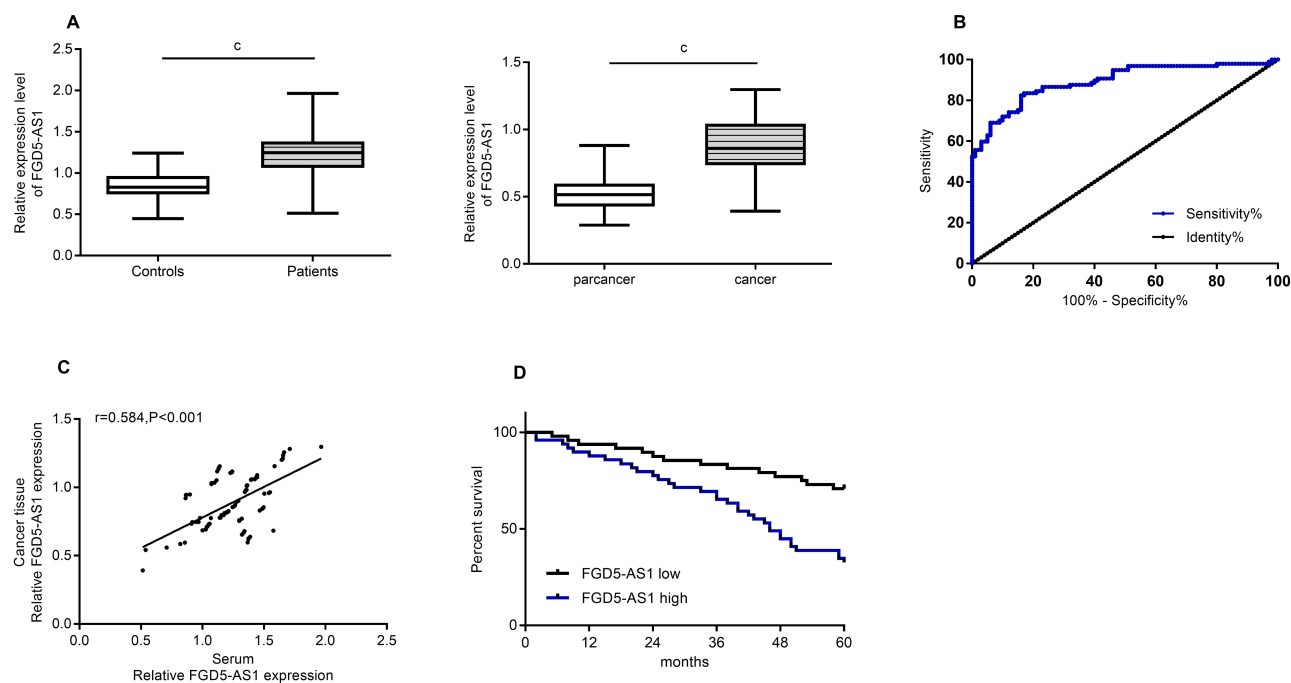 A
Relative expression level
of FGD5-AS1
2.5
2.0
1.5
1.0
0.5
0.0
c
Controls
Patients
Relative expression level
of FGD5-AS1
1.5
1.0
0.5
0.0
c
parcancer
cancer
B
Sensitivity
100
80
60
40
20
0
Sensitivity%
Identity%
0
20
40
60
80
100
100% - Specificity%
C
r=0.584,P<0.001
Cancer tissue
Relative FGD5-AS1 expression
1.5
1.0
0.5
0.0
0.0
0.5
1.0
1.5
2.0
2.5
Serum
Relative FGD5-AS1 expression
D
Percent survival
100
50
0
FGD5-AS1 low
FGD5-AS1 high
0
12
24
36
48
60
months